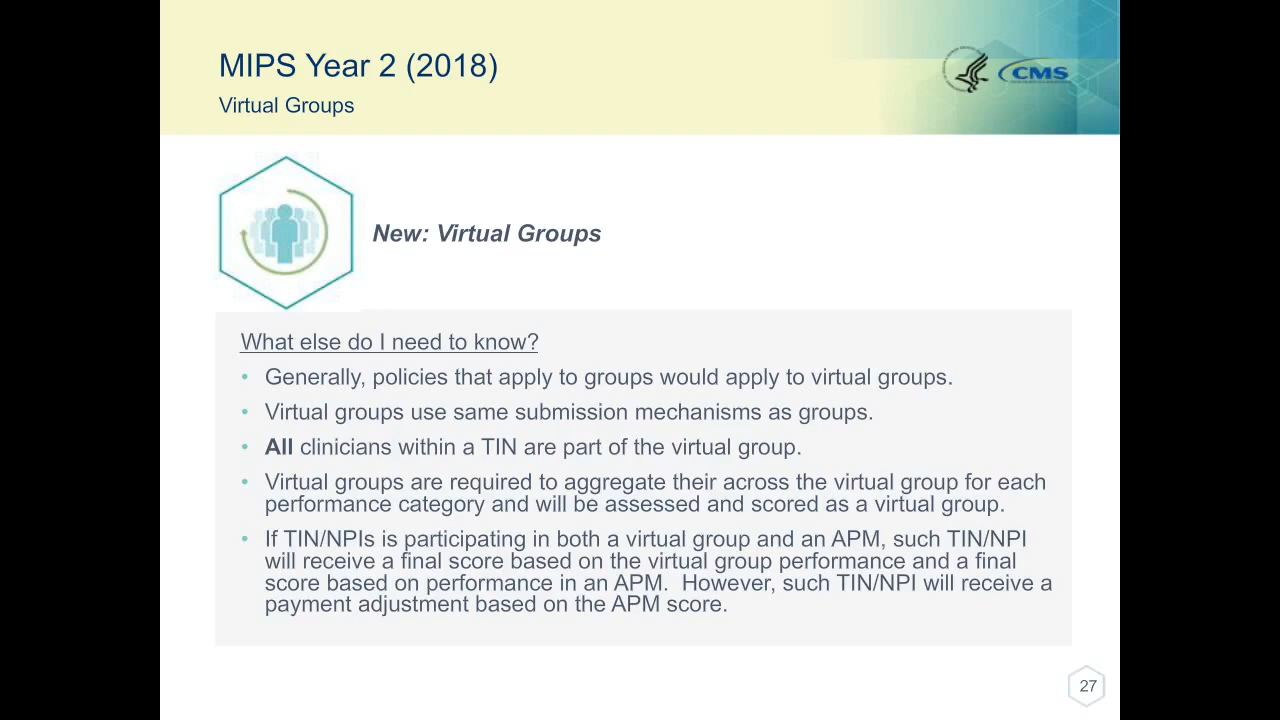 MIPS Year 2 (2018)
Virtual Groups
CMS
New: Virtual Groups
What else do I need to know?
• Generally, policies that apply to groups would apply to virtual groups.
• Virtual groups use same submission mechanisms as groups.
• All clinicians within a TIN are part of the virtual group.
• Virtual groups are required to aggregate their across the virtual group for each
performance category and will be assessed and scored as a virtual group.
• If TIN/NPIs is participating in both a virtual group and an APM, such TIN/NPI
will receive a final score based on the virtual group performance and a final
score based on performance in an APM.  However, such TIN/NPI will receive a
payment adjustment based on the APM score.
27